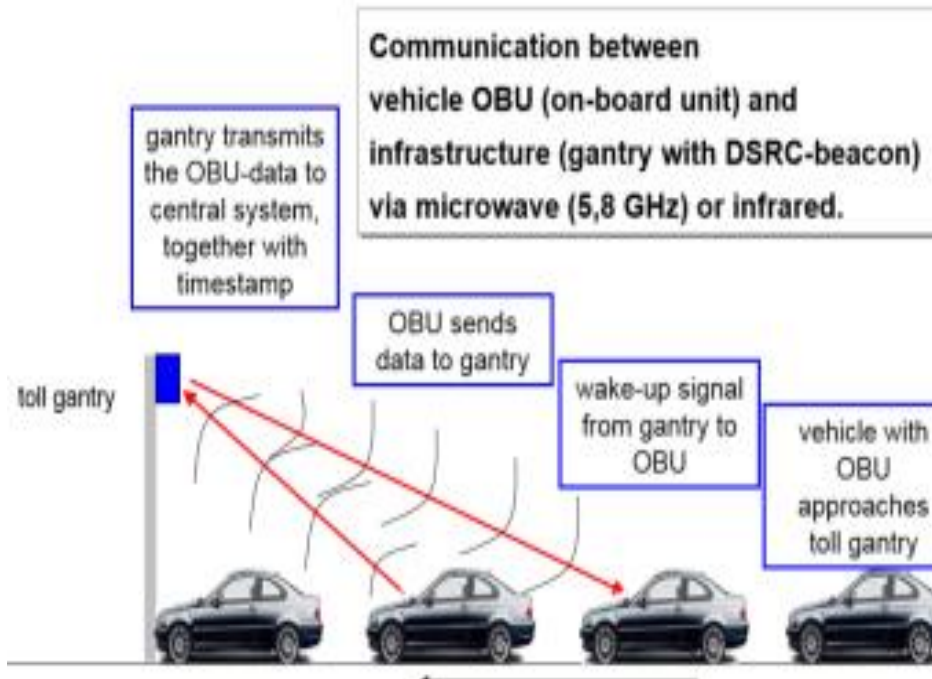 Communication between
vehicle OBU (on-board unit) and
infrastructure (gantry with DSRC-beacon)
via microwave (5,8 GHz) or infrared.
gantry transmits
the OBU-data to
central system,
together with
timestamp
OBU sends
data to gantry
wake-up signal
from gantry to
OBU
vehicle with
OBU
approaches
toll gantry
toll gantry